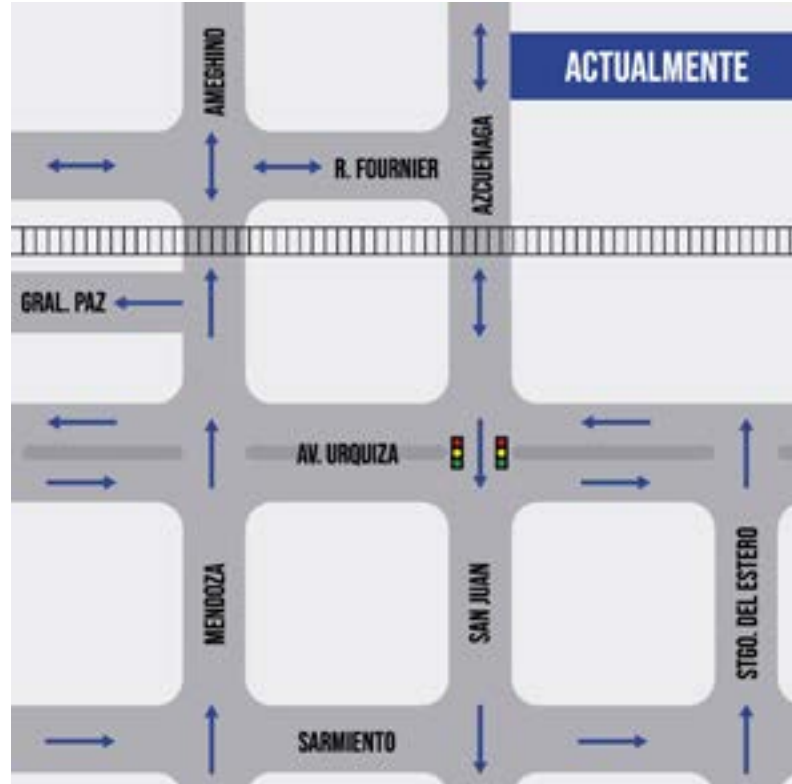 ACTUALMENTE
AMEGHINO
AZCUENAGA
R. FOURNIER
GRAL. PAZ
AV. URQUIZA
MENDOZA
SAN JUAN
STGO. DEL ESTERO
SARMIENTO